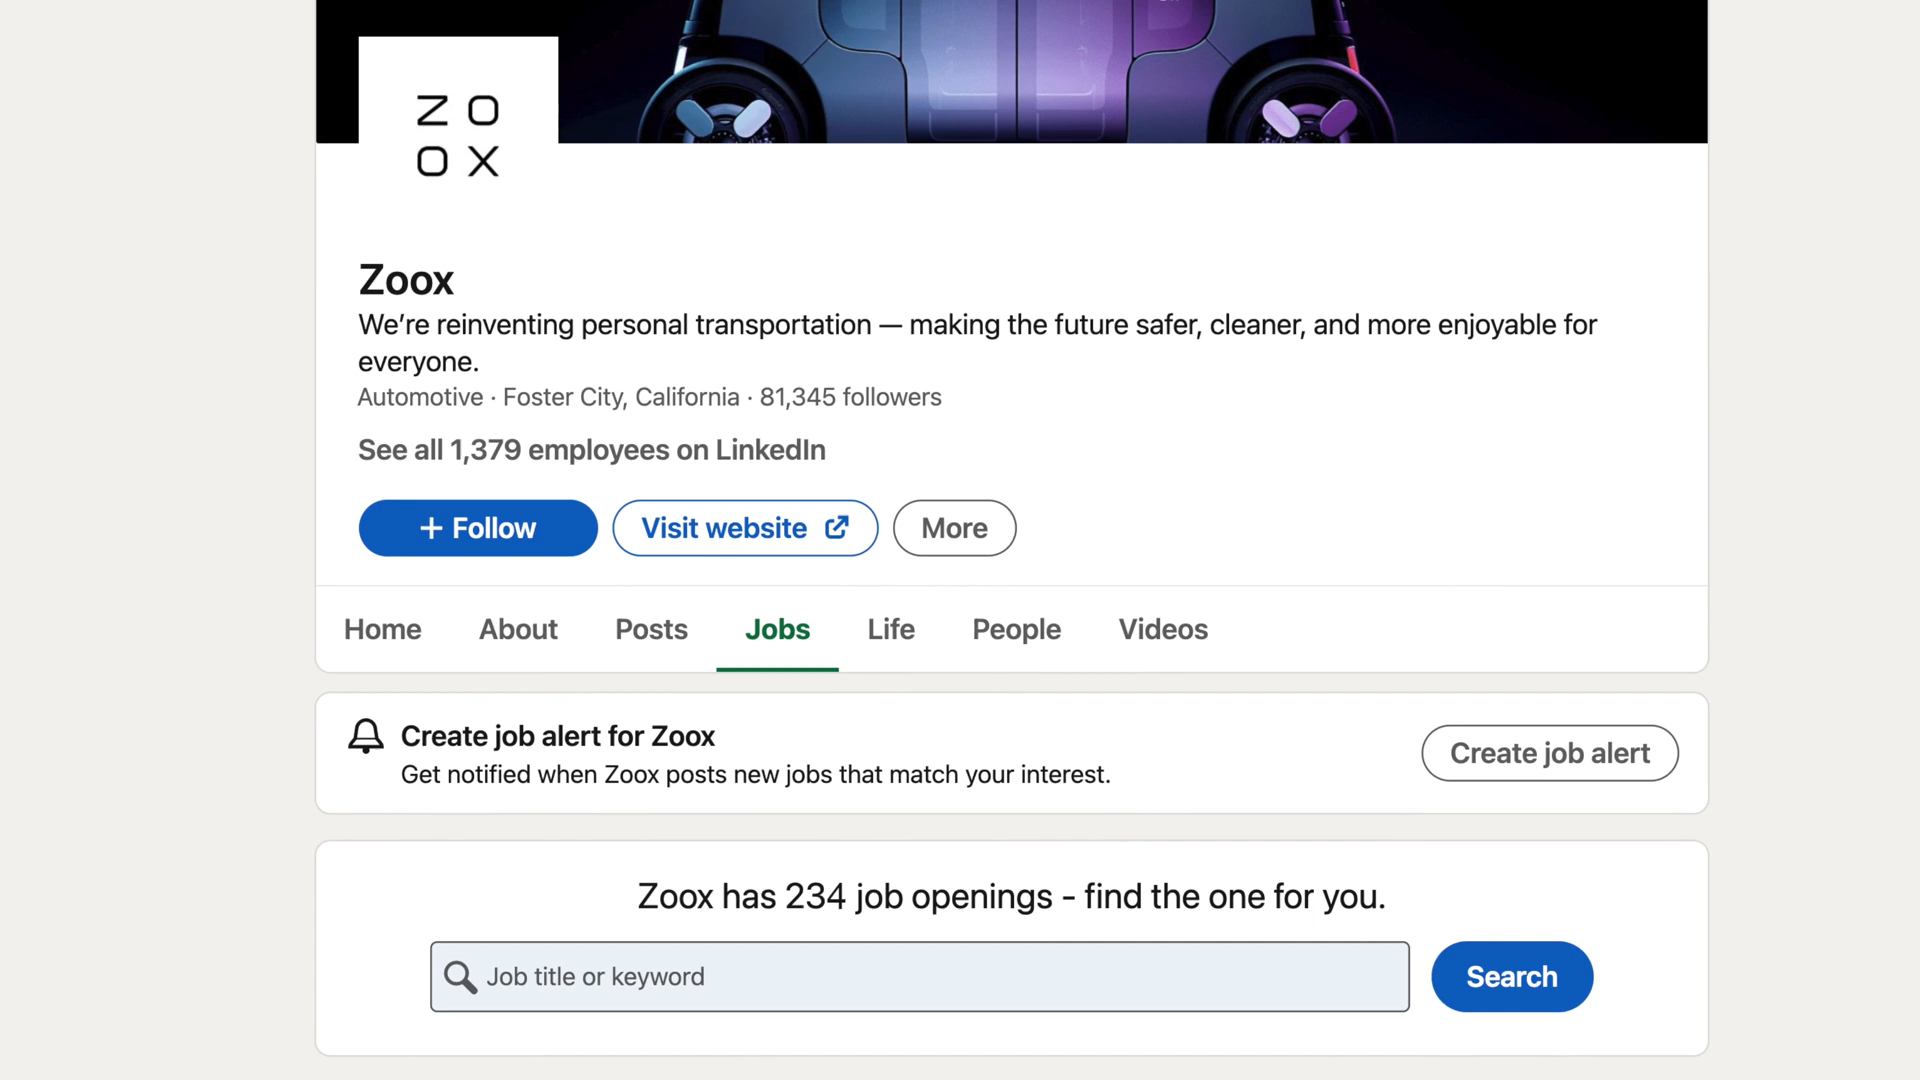 Z O
O X
Zoox
We’re reinventing personal transportation — making the future safer, cleaner, and more enjoyable for
everyone.
Automotive · Foster City, California · 81,345 followers
See all 1,379 employees on LinkedIn
+ Follow
Visit website
More
Home
About
Posts
Jobs
Life
People
Videos
Create job alert for Zoox
Get notified when Zoox posts new jobs that match your interest.
Create job alert
Zoox has 234 job openings - find the one for you.
Job title or keyword
Search